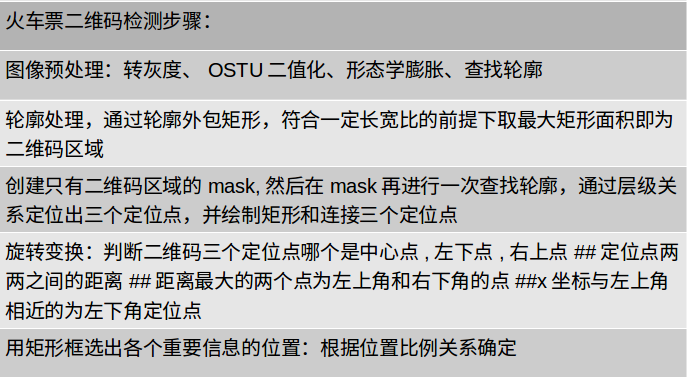 火车票二维码检测步骤：
图像预处理：转灰度、 OSTU 二值化、形态学膨胀、查找轮廓
轮廓处理，通过轮廓外包矩形，符合一定长宽比的前提下取最大矩形面积即为
二维码区域
创建只有二维码区域的 mask, 然后在 mask 再进行一次查找轮廓，通过层级关
系定位出三个定位点，并绘制矩形和连接三个定位点
旋转变换：判断二维码三个定位点哪个是中心点 , 左下点 , 右上点 ## 定位点两
两之间的距离 ## 距离最大的两个点为左上角和右下角的点 ##x 坐标与左上角
相近的为左下角定位点
用矩形框选出各个重要信息的位置：根据位置比例关系确定